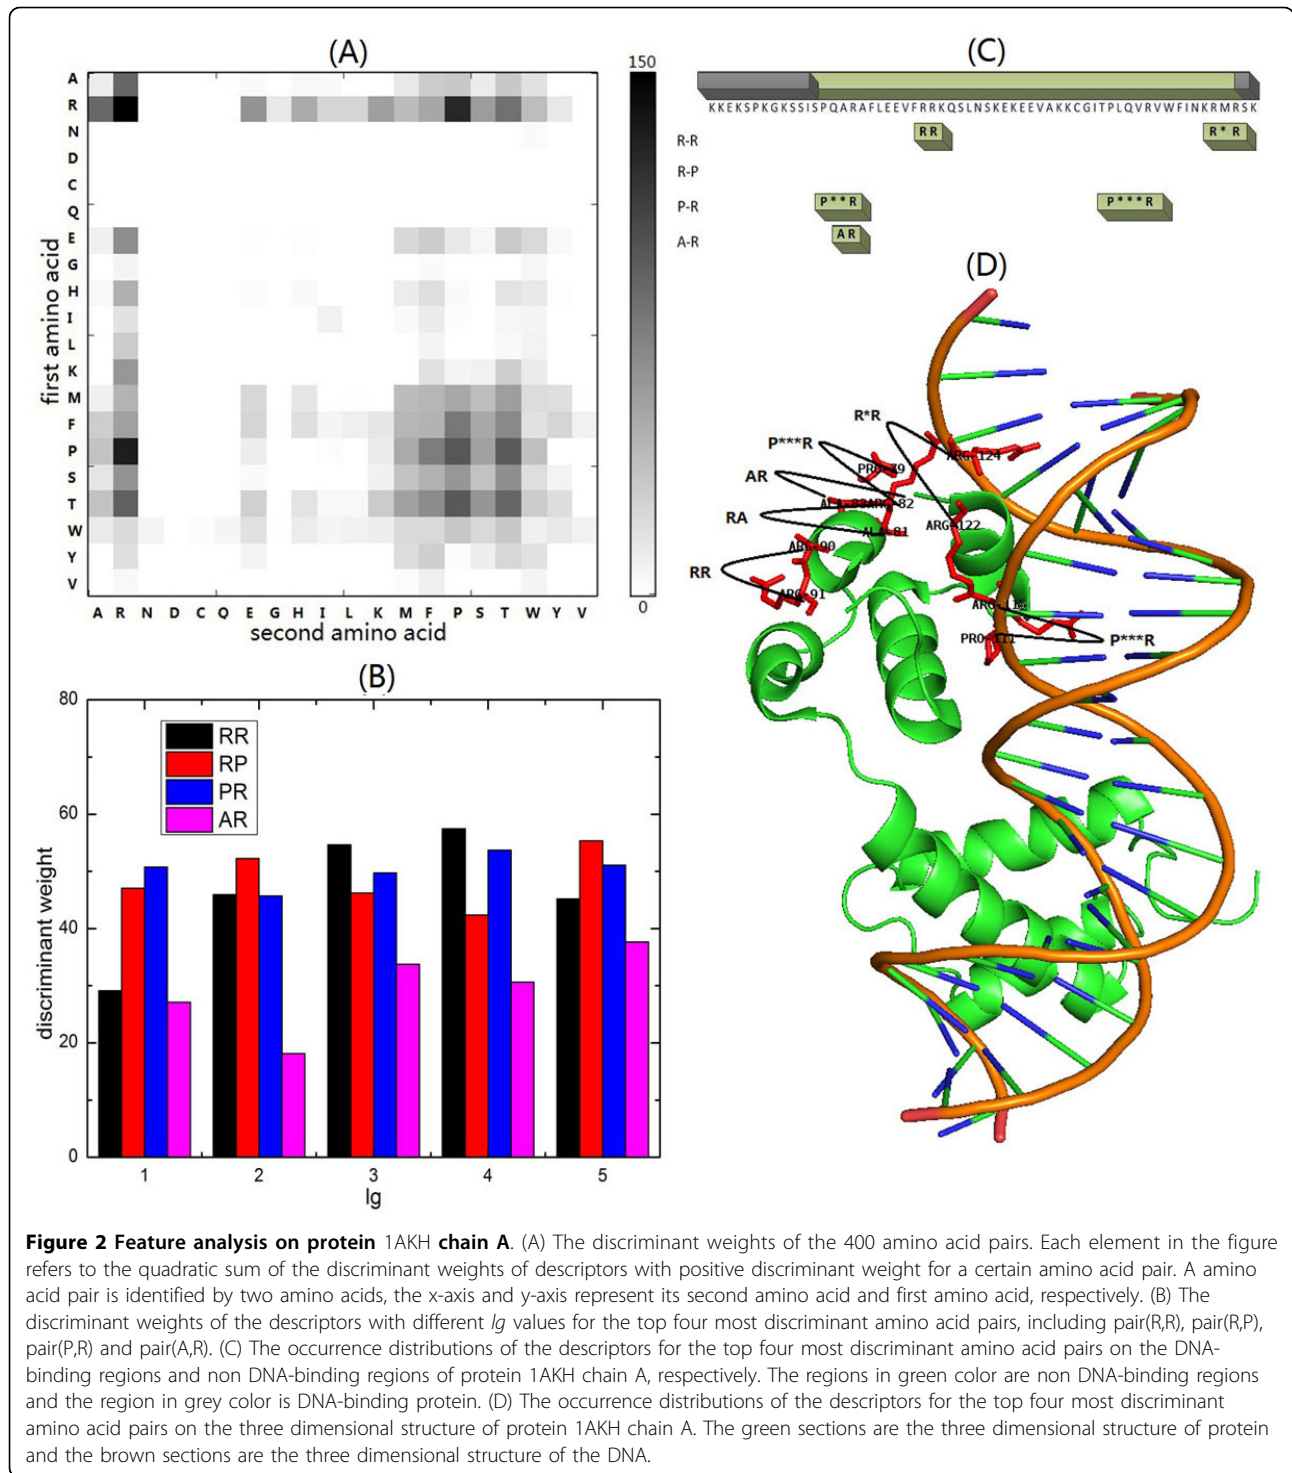 (A)
150
A
R
N
D
C
Q
E
G
H
I
L
K
M
F
P
S
T
W
Y
V
first amino acid
A R N D C Q E G H I L K M F P S T W Y V
second amino acid
0
(C)
KKEKSPKGKSSISPQARAFLEEVFRRKQSLNSKEKEEVAKKCGITPLQVRVWFINKRMRSK
R-R
RR
R*R
R-P
P-R
P**R
P***R
A-R
AR
(D)
R*R
P***R
PRO-79
ARG-124
AR
ALA-83ARG-82
RA
ALA-81
ARG-122
ARG-90
RR
ARG-91
ARG-115
PRO-111
P***R
(B)
80
60
40
20
0
discriminant weight
RR
RP
PR
AR
1 2 3 4 5
lg
Figure 2 Feature analysis on protein 1AKH chain A. (A) The discriminant weights of the 400 amino acid pairs. Each element in the figure
refers to the quadratic sum of the discriminant weights of descriptors with positive discriminant weight for a certain amino acid pair. A amino
acid pair is identified by two amino acids, the x-axis and y-axis represent its second amino acid and first amino acid, respectively. (B) The
discriminant weights of the descriptors with different lg values for the top four most discriminant amino acid pairs, including pair(R,R), pair(R,P),
pair(P,R) and pair(A,R). (C) The occurrence distributions of the descriptors for the top four most discriminant amino acid pairs on the DNA-
binding regions and non DNA-binding regions of protein 1AKH chain A, respectively. The regions in green color are non DNA-binding regions
and the region in grey color is DNA-binding protein. (D) The occurrence distributions of the descriptors for the top four most discriminant
amino acid pairs on the three dimensional structure of protein 1AKH chain A. The green sections are the three dimensional structure of protein
and the brown sections are the three dimensional structure of the DNA.